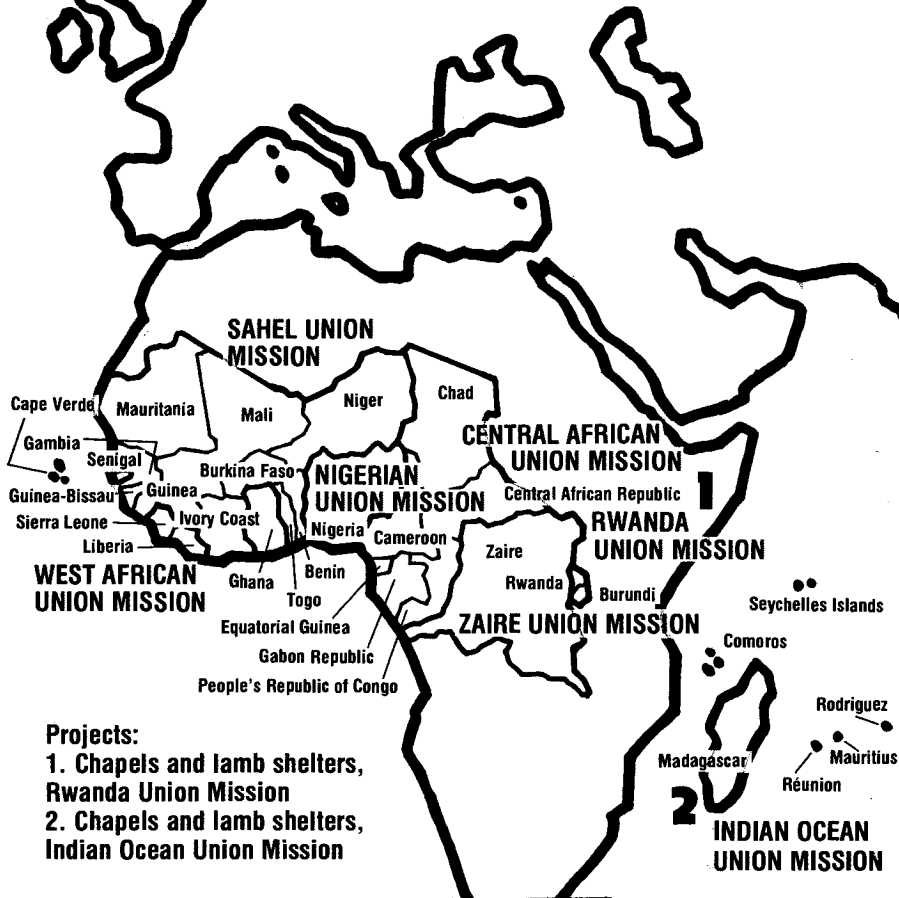 SAHEL UNION
MISSION
Cape Verde
Mauritania
Mali
Niger
Chad
Gambia
Senigal
CENTRAL AFRICAN
UNION MISSION
Burkina Faso
NIGERIAN
UNION MISSION
Guinea-Bissau
Guinea
Central African Republic
1
Sierra Leone
Ivory Coast
Nigeria
Cameroon
RWANDA
UNION MISSION
Liberia
Zaire
WEST AFRICAN
UNION MISSION
Ghana
Benin
Togo
Rwanda
Burundi
Seychelles Islands
Equatorial Guinea
ZAIRE UNION MISSION
Gabon Republic
Comoros
People's Republic of Congo
Rodriguez
Mauritius
Madagascar
Réunion
2
INDIAN OCEAN
UNION MISSION
Projects:
1. Chapels and lamb shelters,
Rwanda Union Mission
2. Chapels and lamb shelters,
Indian Ocean Union Mission